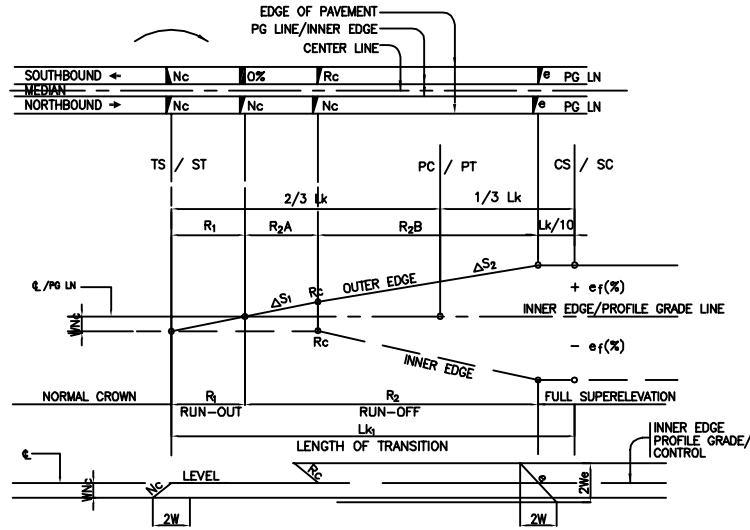 EDGE OF PAVEMENT
PG LINE/INNER EDGE
CENTER LINE
SOUTHBOUND ← Nc 0% Rc e PG LN
MEDIAN
NORTHBOUND → Nc Nc Nc e PG LN
TS / ST PC / PT CS / SC
2/3 Lk 1/3 Lk
R1 R2A R2B Lk/10
℄/PG LN
WNc
△S1
Rc
OUTER EDGE
△S2
+ ef(%)
INNER EDGE/PROFILE GRADE LINE
Rc
INNER EDGE
- ef(%)
NORMAL CROWN R1 R2 FULL SUPERELEVATION
RUN-OUT RUN-OFF
Lk1
LENGTH OF TRANSITION
℄
INNER EDGE
PROFILE GRADE/
CONTROL
WNc
Nc
LEVEL
Rc
e
2We
2W 2W